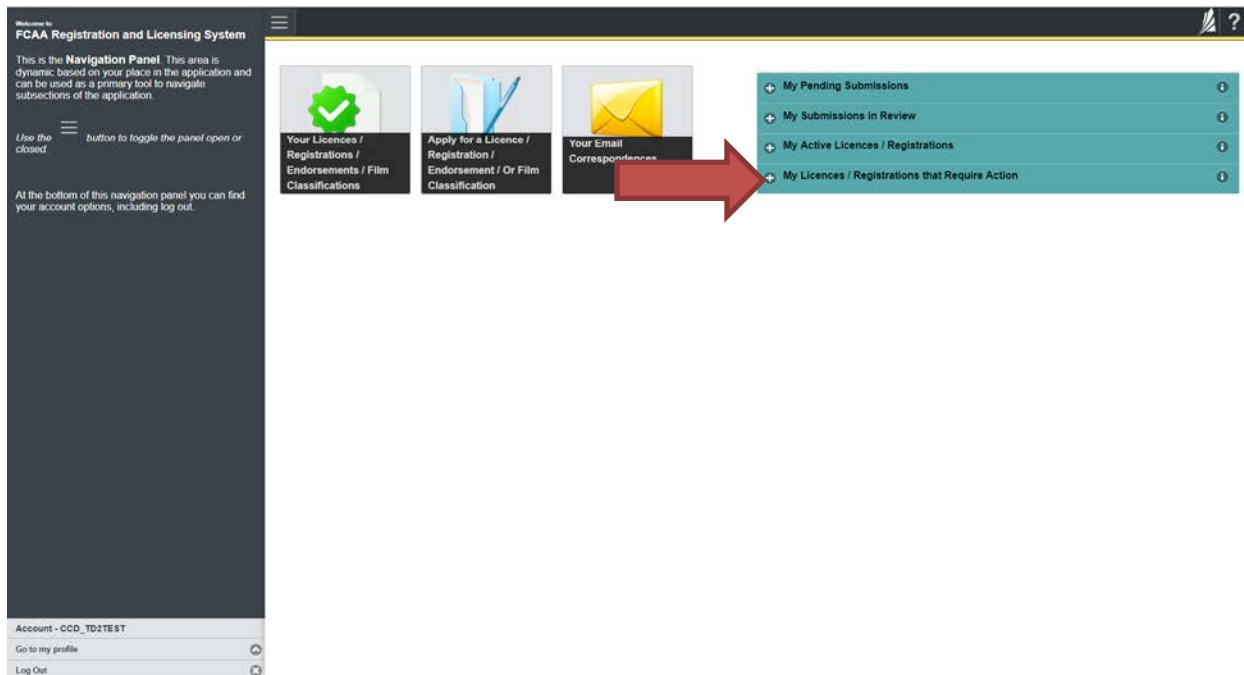 Welcome to
FCAA Registration and Licensing System
This is the Navigation Panel. This area is
dynamic based on your place in the application and
can be used as a primary tool to navigate
subsections of the application.
Use the button to toggle the panel open or
closed.
At the bottom of this navigation panel you can find
your account options, including log out.
Account - CCD_TD2TEST
Go to my profile
Log Out
?
Your Licences /
Registrations /
Endorsements / Film
Classifications
Apply for a Licence /
Registration /
Endorsement / Or Film
Classification
Your Email
Correspondences
My Pending Submissions
My Submissions in Review
My Active Licences / Registrations
My Licences / Registrations that Require Action